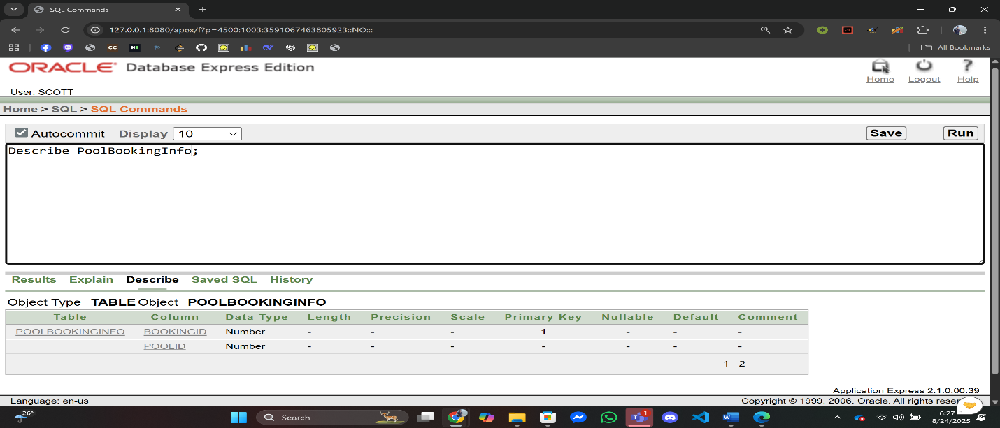 SQL Commands
127.0.0.1:8080/apex/f?p=4500:1003:3591067463805923::NO:::
CC
All Bookmarks
ORACLE Database Express Edition
Home Logout Help
User: SCOTT
Home > SQL > SQL Commands
Autocommit Display 10 Save Run
Describe PoolBookingInfo;
Results Explain Describe Saved SQL History
Object Type TABLE Object POOLBOOKINGINFO
Table Column Data Type Length Precision Scale Primary Key Nullable Default Comment
POOLBOOKINGINFO BOOKINGID Number - - - 1 - - -
POOLID Number - - - - - - -
1 - 2
Application Express 2.1.0.00.39
Language: en-us Copyright © 1999, 2006, Oracle. All rights
26°
Search
1
6:27
8/24/2025